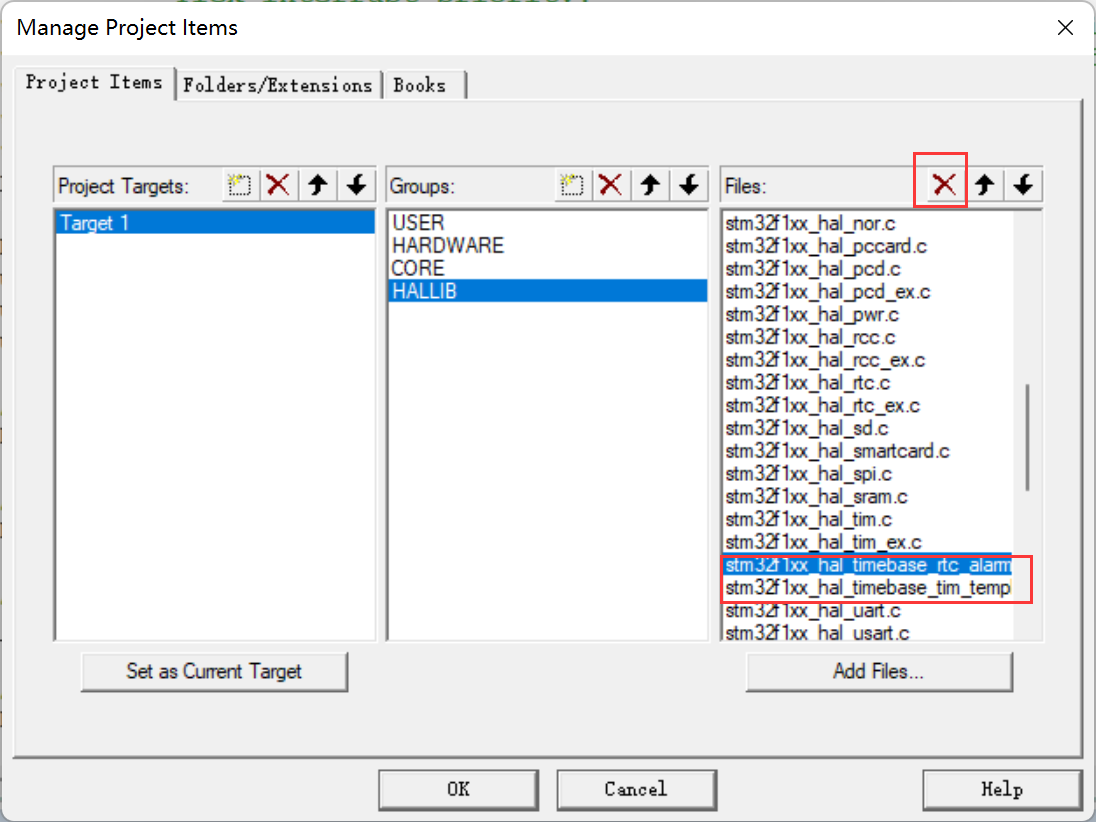 Manage Project Items
Project Items
Folders/Extensions
Books
Project Targets:
Groups:
Files:
Target 1
USER
HARDWARE
CORE
HALLIB
stm32f1xx_hal_nor.c
stm32f1xx_hal_pccard.c
stm32f1xx_hal_pcd.c
stm32f1xx_hal_pcd_ex.c
stm32f1xx_hal_pwr.c
stm32f1xx_hal_rcc.c
stm32f1xx_hal_rcc_ex.c
stm32f1xx_hal_rtc.c
stm32f1xx_hal_rtc_ex.c
stm32f1xx_hal_sd.c
stm32f1xx_hal_smartcard.c
stm32f1xx_hal_spi.c
stm32f1xx_hal_sram.c
stm32f1xx_hal_tim.c
stm32f1xx_hal_tim_ex.c
stm32f1xx_hal_timebase_rtc_alarm
stm32f1xx_hal_timebase_tim_templ
stm32f1xx_hal_uart.c
stm32f1xx_hal_usart.c
Set as Current Target
Add Files...
OK
Cancel
Help